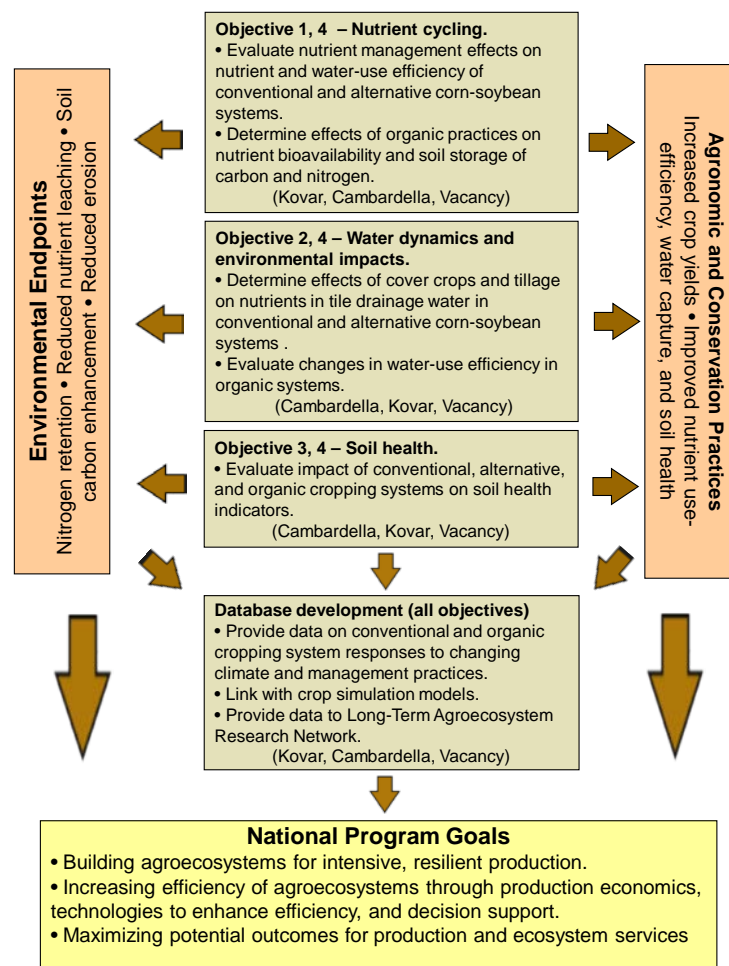 Objective 1, 4  – Nutrient cycling.
• Evaluate nutrient management effects on
nutrient and water-use efficiency of
conventional and alternative corn-soybean
systems.
• Determine effects of organic practices on
nutrient bioavailability and soil storage of
carbon and nitrogen.
(Kovar, Cambardella, Vacancy)
Environmental Endpoints
Nitrogen retention • Reduced nutrient leaching • Soil
carbon enhancement • Reduced erosion
Agronomic and Conservation Practices
Increased crop yields • Improved nutrient use-
efficiency, water capture, and soil health
Objective 2, 4 – Water dynamics and
environmental impacts.
• Determine effects of cover crops and tillage
on nutrients in tile drainage water in
conventional and alternative corn-soybean
systems .
• Evaluate changes in water-use efficiency in
organic systems.
(Cambardella, Kovar, Vacancy)
Objective 3, 4 – Soil health.
• Evaluate impact of conventional, alternative,
and organic cropping systems on soil health
indicators.
(Cambardella, Kovar, Vacancy)
Database development (all objectives)
• Provide data on conventional and organic
cropping system responses to changing
climate and management practices.
• Link with crop simulation models.
• Provide data to Long-Term Agroecosystem
Research Network.
(Kovar, Cambardella, Vacancy)
National Program Goals
• Building agroecosystems for intensive, resilient production.
• Increasing efficiency of agroecosystems through production economics,
technologies to enhance efficiency, and decision support.
• Maximizing potential outcomes for production and ecosystem services